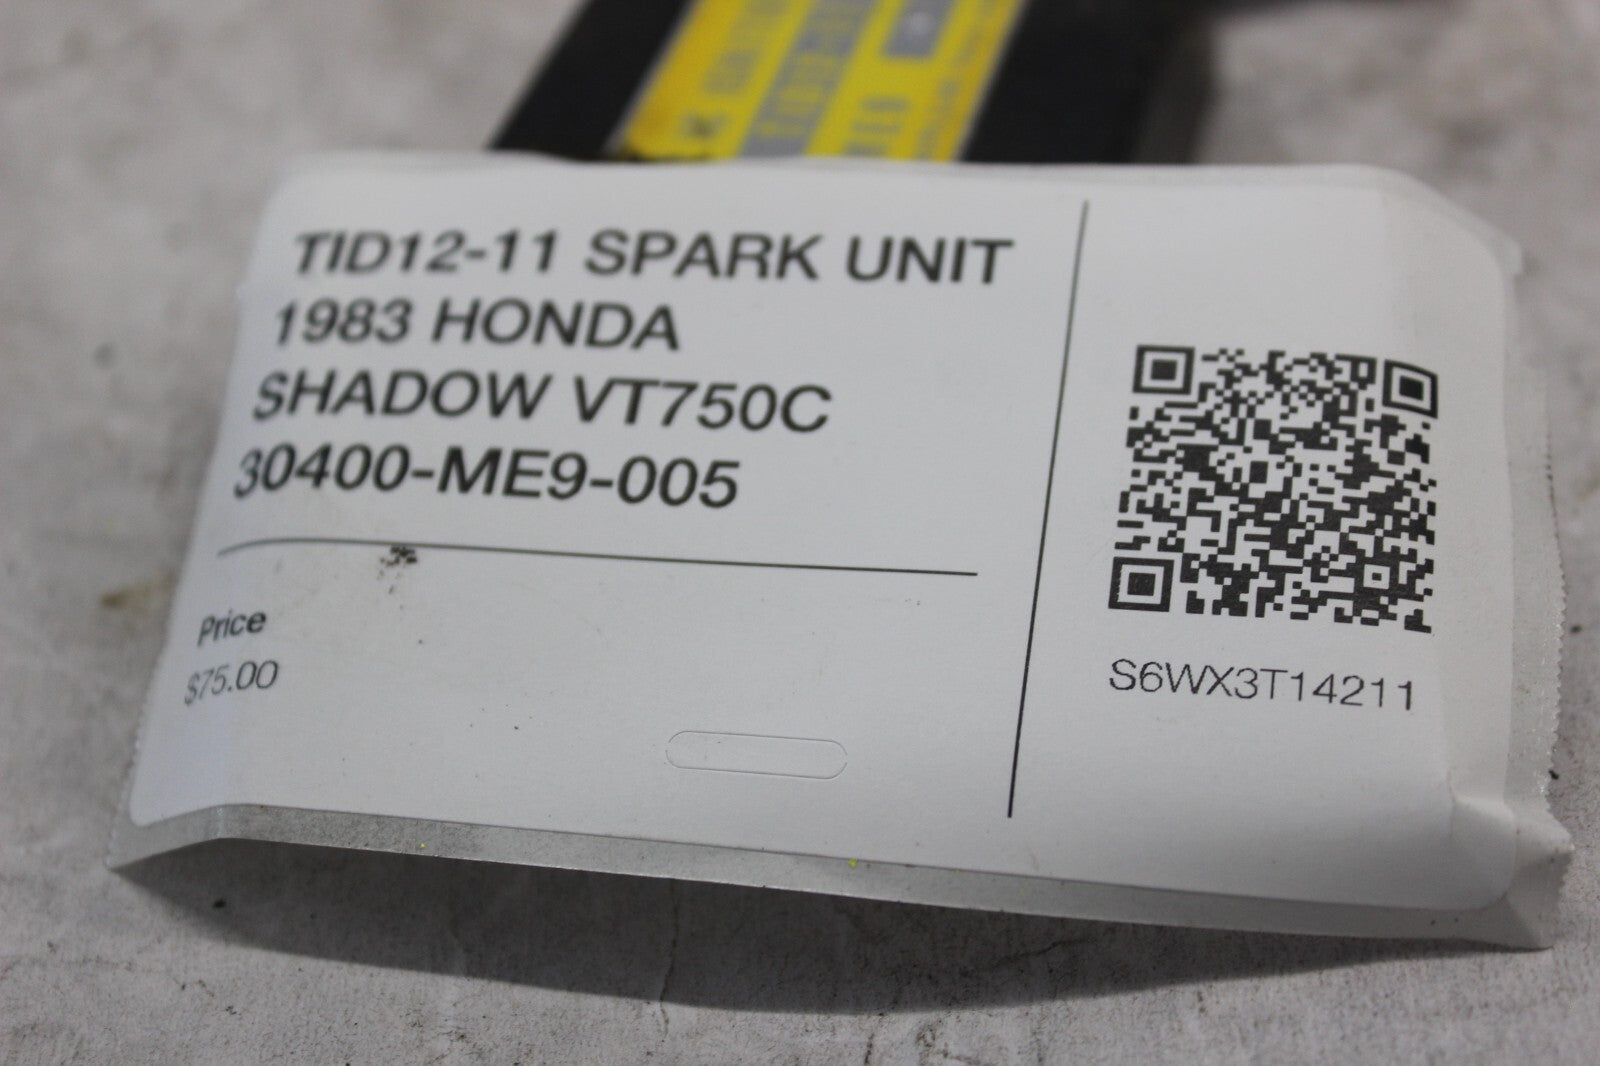 TID12-11 SPARK UNIT
1983 HONDA
SHADOW VT750C
30400-ME9-005
Price
$75.00
S6WX3T14211